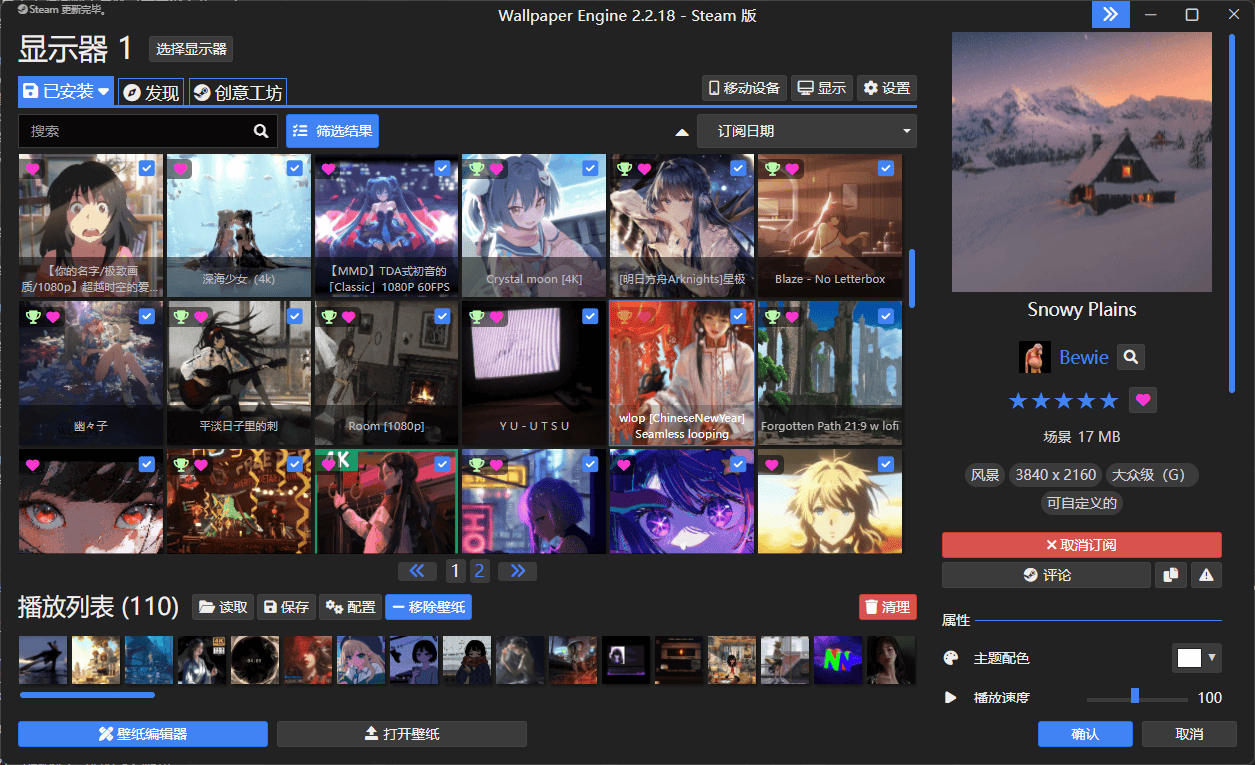 Steam 更新完毕。
Wallpaper Engine 2.2.18 - Steam 版
显示器 1 选择显示器
已安装 发现 创意工坊 移动设备 显示 设置
搜索 筛选结果 订阅日期
【你的名字/极致画质/1080p】超越时空的爱...
深海少女（4k)
【MMD】TDA式初音的「Classic」1080P 60FPS
Crystal moon [4K]
[明日方舟Arknights]星极
Blaze - No Letterbox
幽々子
平淡日子里的刺
Room [1080p]
Y U - U T S U
wlop [ChineseNewYear] Seamless looping
Forgotten Path 21:9 w lofi
4K
HO
1 2
播放列表 (110) 读取 保存 配置 移除壁纸 清理
4K
04:09
壁纸编辑器 打开壁纸
Snowy Plains
Bewie
场景 17 MB
风景 3840 x 2160 大众级（G)
可自定义的
取消订阅
评论
属性
主题配色
播放速度 100
确认 取消